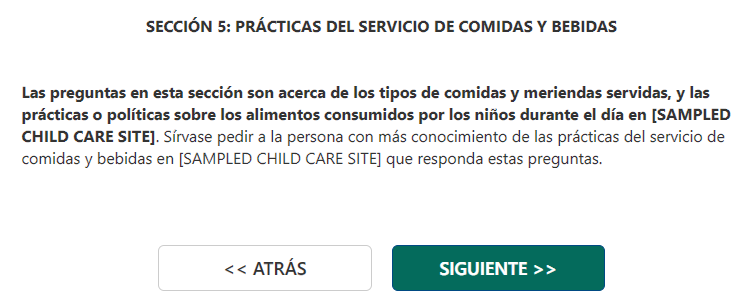 SECCIÓN 5: PRÁCTICAS DEL SERVICIO DE COMIDAS Y BEBIDAS
Las preguntas en esta sección son acerca de los tipos de comidas y meriendas servidas, y las
prácticas o políticas sobre los alimentos consumidos por los niños durante el día en [SAMPLED
CHILD CARE SITE]. Sírvase pedir a la persona con más conocimiento de las prácticas del servicio de
comidas y bebidas en [SAMPLED CHILD CARE SITE] que responda estas preguntas.
<< ATRÁS
SIGUIENTE >>